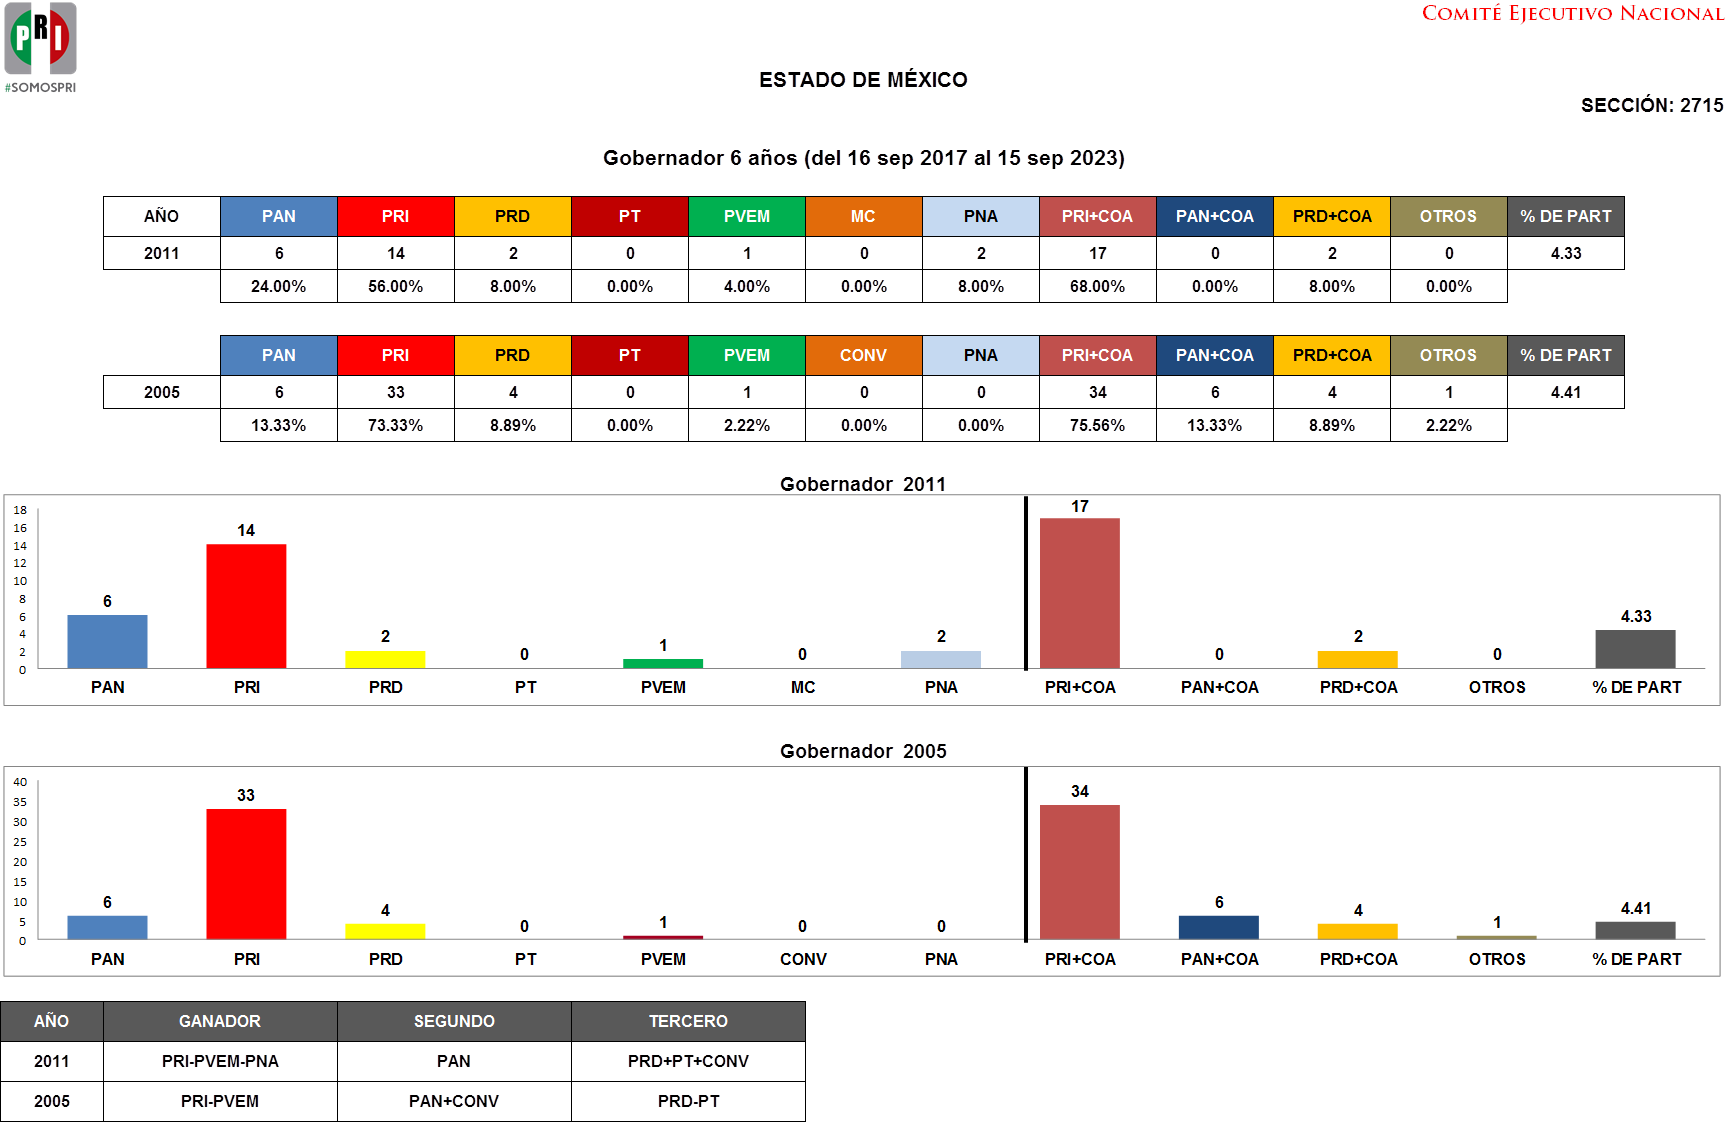 PRI
#SOMOSPRI
COMITÉ EJECUTIVO NACIONAL
ESTADO DE MÉXICO
SECCIÓN: 2715
Gobernador 6 años (del 16 sep 2017 al 15 sep 2023)
AÑO PAN PRI PRD PT PVEM MC PNA PRI+COA PAN+COA PRD+COA OTROS % DE PART
2011 6 14 2 0 1 0 2 17 0 2 0 4.33
24.00% 56.00% 8.00% 0.00% 4.00% 0.00% 8.00% 68.00% 0.00% 8.00% 0.00%
PAN PRI PRD PT PVEM CONV PNA PRI+COA PAN+COA PRD+COA OTROS % DE PART
2005 6 33 4 0 1 0 0 34 6 4 1 4.41
13.33% 73.33% 8.89% 0.00% 2.22% 0.00% 0.00% 75.56% 13.33% 8.89% 2.22%
Gobernador 2011
18
16
14
12
10
8
6
4
2
0
6 14 2 0 1 0 2 17 0 2 0 4.33
PAN PRI PRD PT PVEM MC PNA PRI+COA PAN+COA PRD+COA OTROS % DE PART
Gobernador 2005
40
35
30
25
20
15
10
5
0
6 33 4 0 1 0 0 34 6 4 1 4.41
PAN PRI PRD PT PVEM CONV PNA PRI+COA PAN+COA PRD+COA OTROS % DE PART
AÑO GANADOR SEGUNDO TERCERO
2011 PRI-PVEM-PNA PAN PRD+PT+CONV
2005 PRI-PVEM PAN+CONV PRD-PT